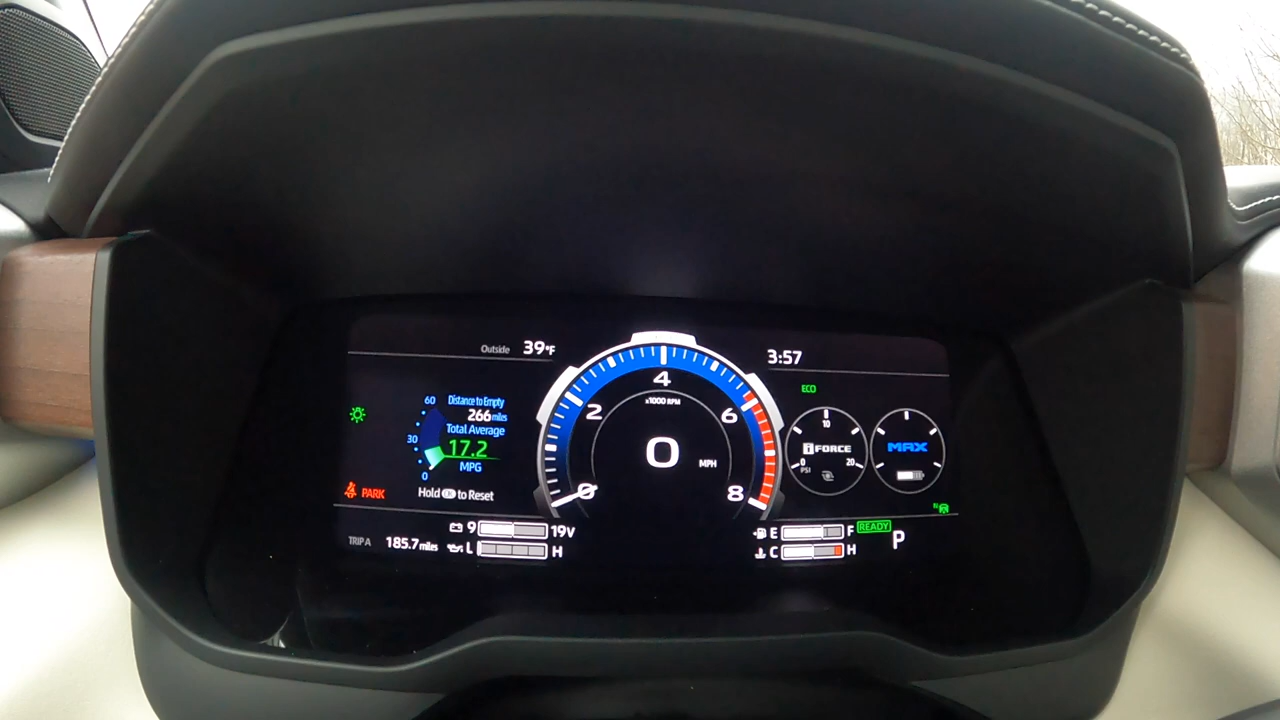 Outside 39°F
3:57
ECO
60
Distance to Empty
266 miles
Total Average
30
17.2
MPG
0
Hold OK to Reset
PARK
0 2 4 6 8
x1000 RPM
0
MPH
10
iFORCE
0 20
PSI
MAX
9 19V
L H
TRIP A 185.7 miles
E F
C H
READY
P